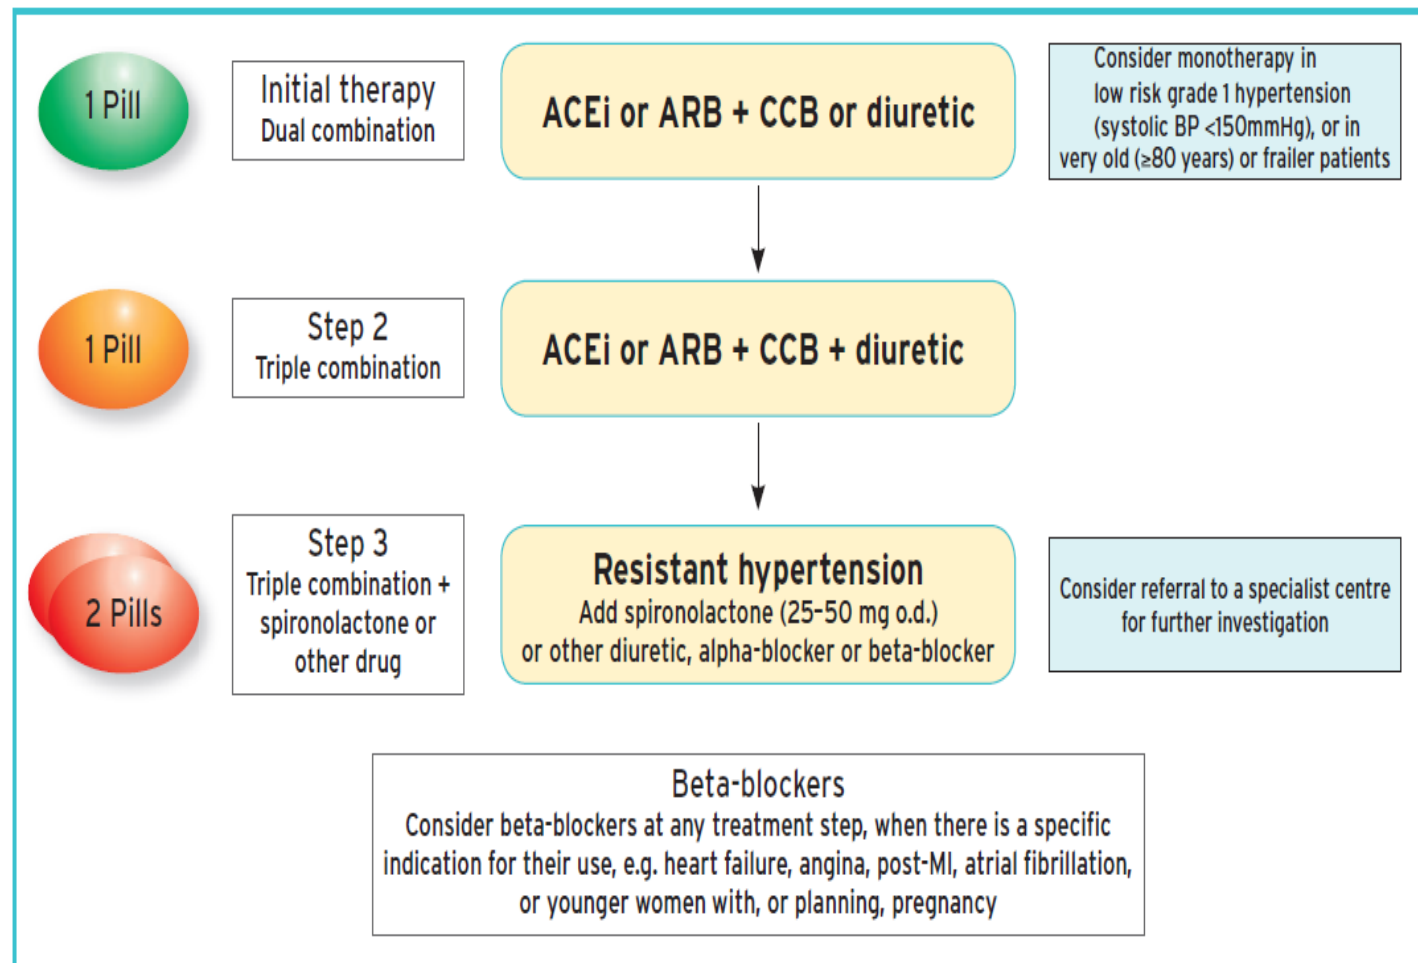 1 Pill
Initial therapy
Dual combination
ACEi or ARB + CCB or diuretic
Consider monotherapy in
low risk grade 1 hypertension
(systolic BP <150mmHg), or in
very old (≥80 years) or frailer patients
1 Pill
Step 2
Triple combination
ACEi or ARB + CCB + diuretic
2 Pills
Step 3
Triple combination +
spironolactone or
other drug
Resistant hypertension
Add spironolactone (25–50 mg o.d.)
or other diuretic, alpha-blocker or beta-blocker
Consider referral to a specialist centre
for further investigation
Beta-blockers
Consider beta-blockers at any treatment step, when there is a specific
indication for their use, e.g. heart failure, angina, post-MI, atrial fibrillation,
or younger women with, or planning, pregnancy